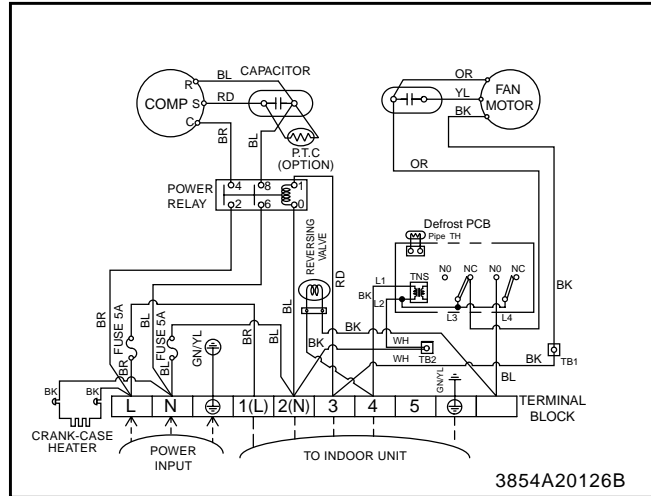 BL
CAPACITOR
OR
R
COMP
S
RD
YL
FAN
MOTOR
C
BK
BR
BL
P.T.C
(OPTION)
OR
4
8
1
POWER
RELAY
2
6
0
REVERSING
VALVE
RD
Defrost PCB
Pipe TH
N0
NC
N0
NC
L1
TNS
BK
BK
L2
L3
L4
BR
FUSE 5A
BL
FUSE 5A
GN/YL
BR
BL
BL
BK
BK
WH
TB2
WH
BK
TB1
GN/YL
BL
BR
BL
BK
BK
L
N
1(L)
2(N)
3
4
5
TERMINAL
BLOCK
CRANK-CASE
HEATER
POWER
INPUT
TO INDOOR UNIT
3854A20126B